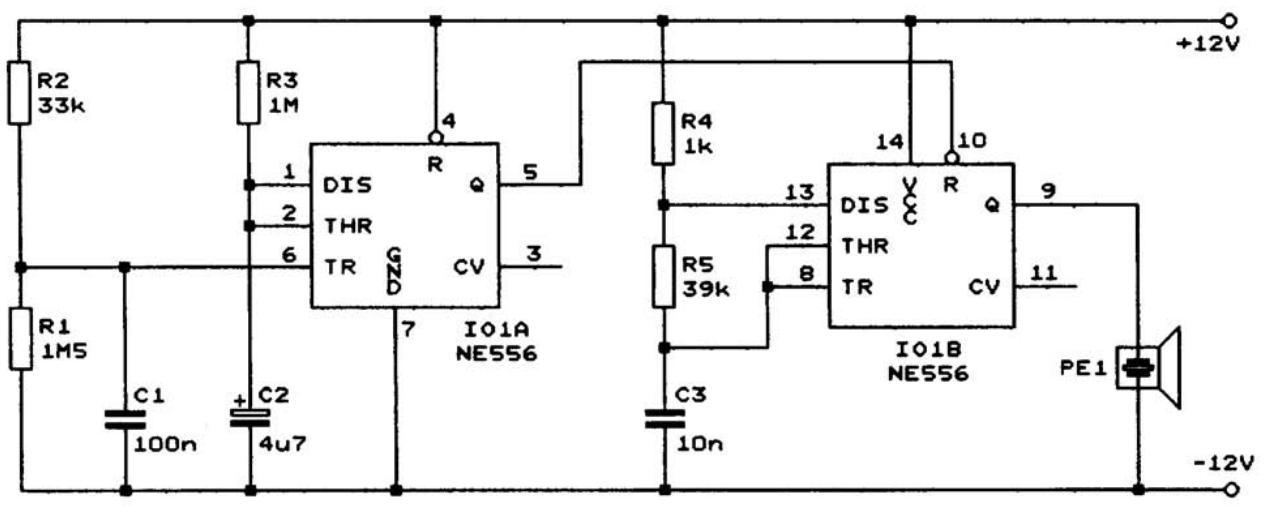 +12V
R2
33k
R3
1M
4
R
1
DIS
Q
5
2
THR
6
TR
GND
CV
3
7
IO1A
NE556
R1
1M5
C1
100n
+
C2
4u7
R4
1k
14
10
VCC
R
13
DIS
Q
9
12
THR
R5
39k
8
TR
CV
11
IO1B
NE556
PE1
C3
10n
-12V